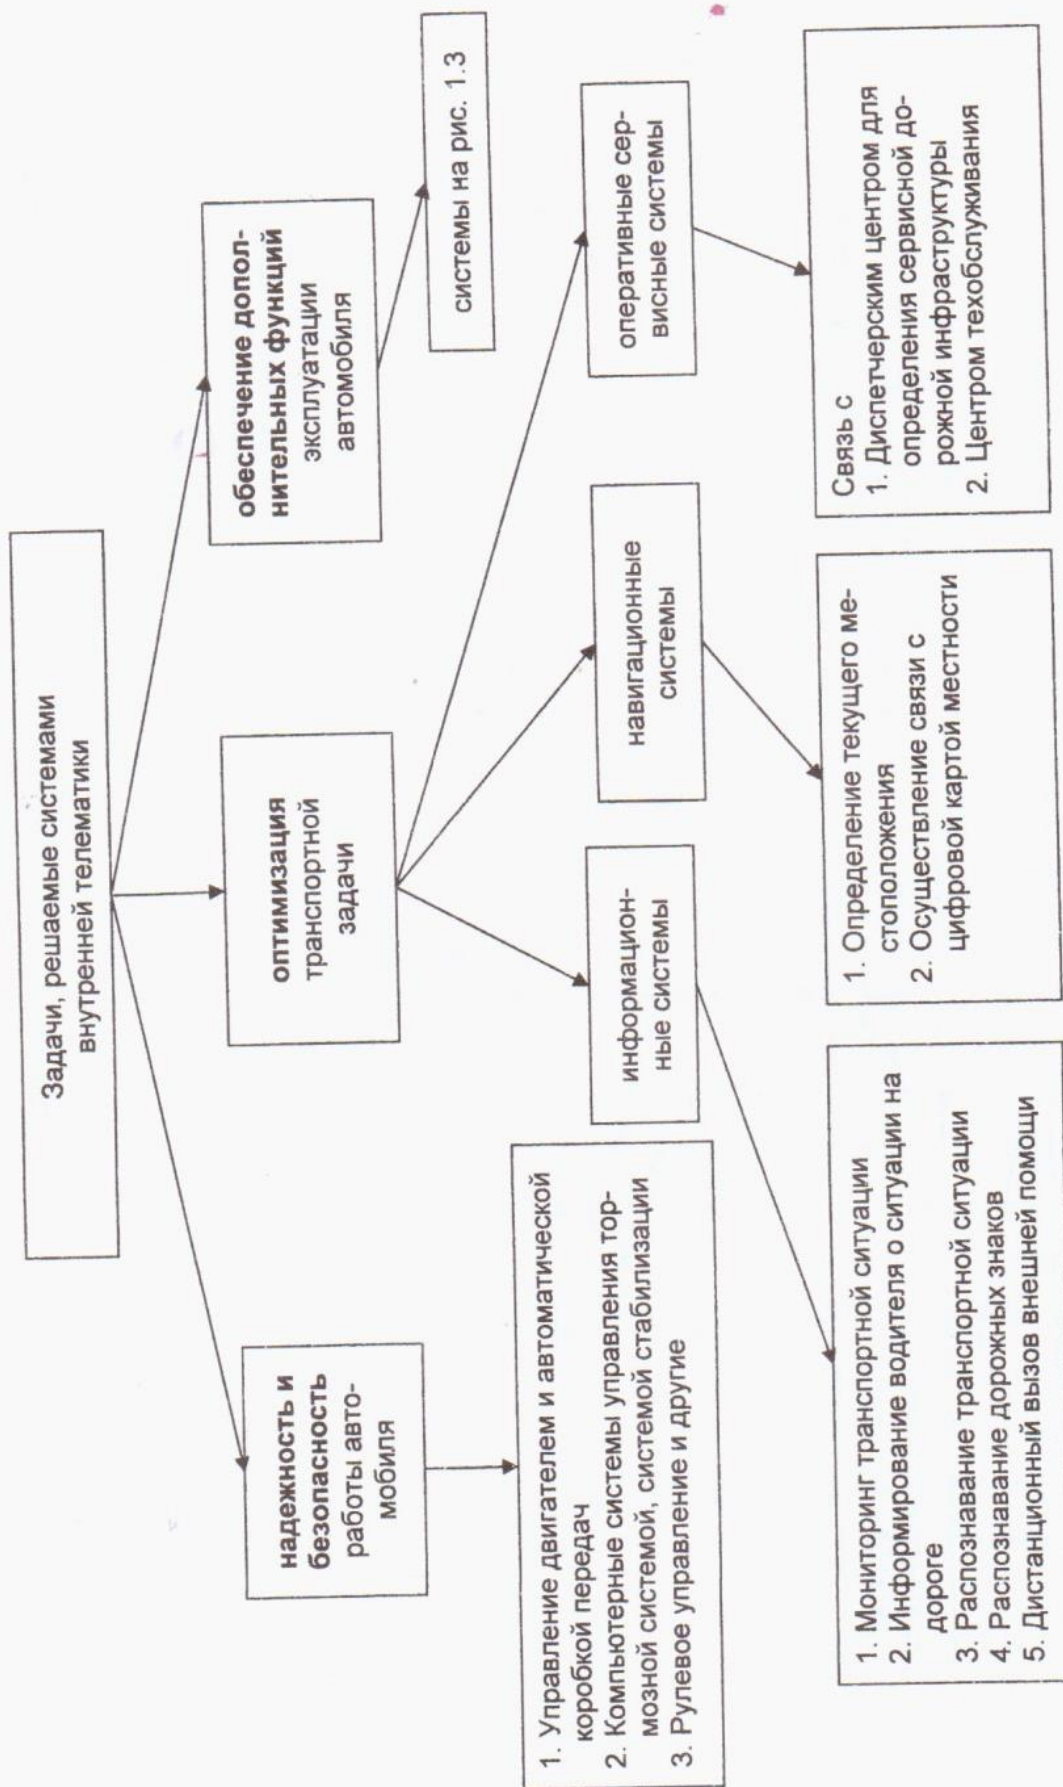 Задачи, решаемые системами
внутренней телематики
надежность и
безопасность
работы авто-
мобиля
оптимизация
транспортной
задачи
обеспечение допол-
нительных функций
эксплуатации
автомобиля
1. Управление двигателем и автоматической
коробкой передач
2. Компьютерные системы управления тор-
мозной системой, системой стабилизации
3. Рулевое управление и другие
системы на рис. 1.3
информацион-
ные системы
навигационные
системы
оперативные сер-
висные системы
1. Мониторинг транспортной ситуации
2. Информирование водителя о ситуации на
дороге
3. Распознавание транспортной ситуации
4. Распознавание дорожных знаков
5. Дистанционный вызов внешней помощи
1. Определение текущего ме-
стоположения
2. Осуществление связи с
цифровой картой местности
Связь с
1. Диспетчерским центром для
определения сервисной до-
рожной инфраструктуры
2. Центром техобслуживания